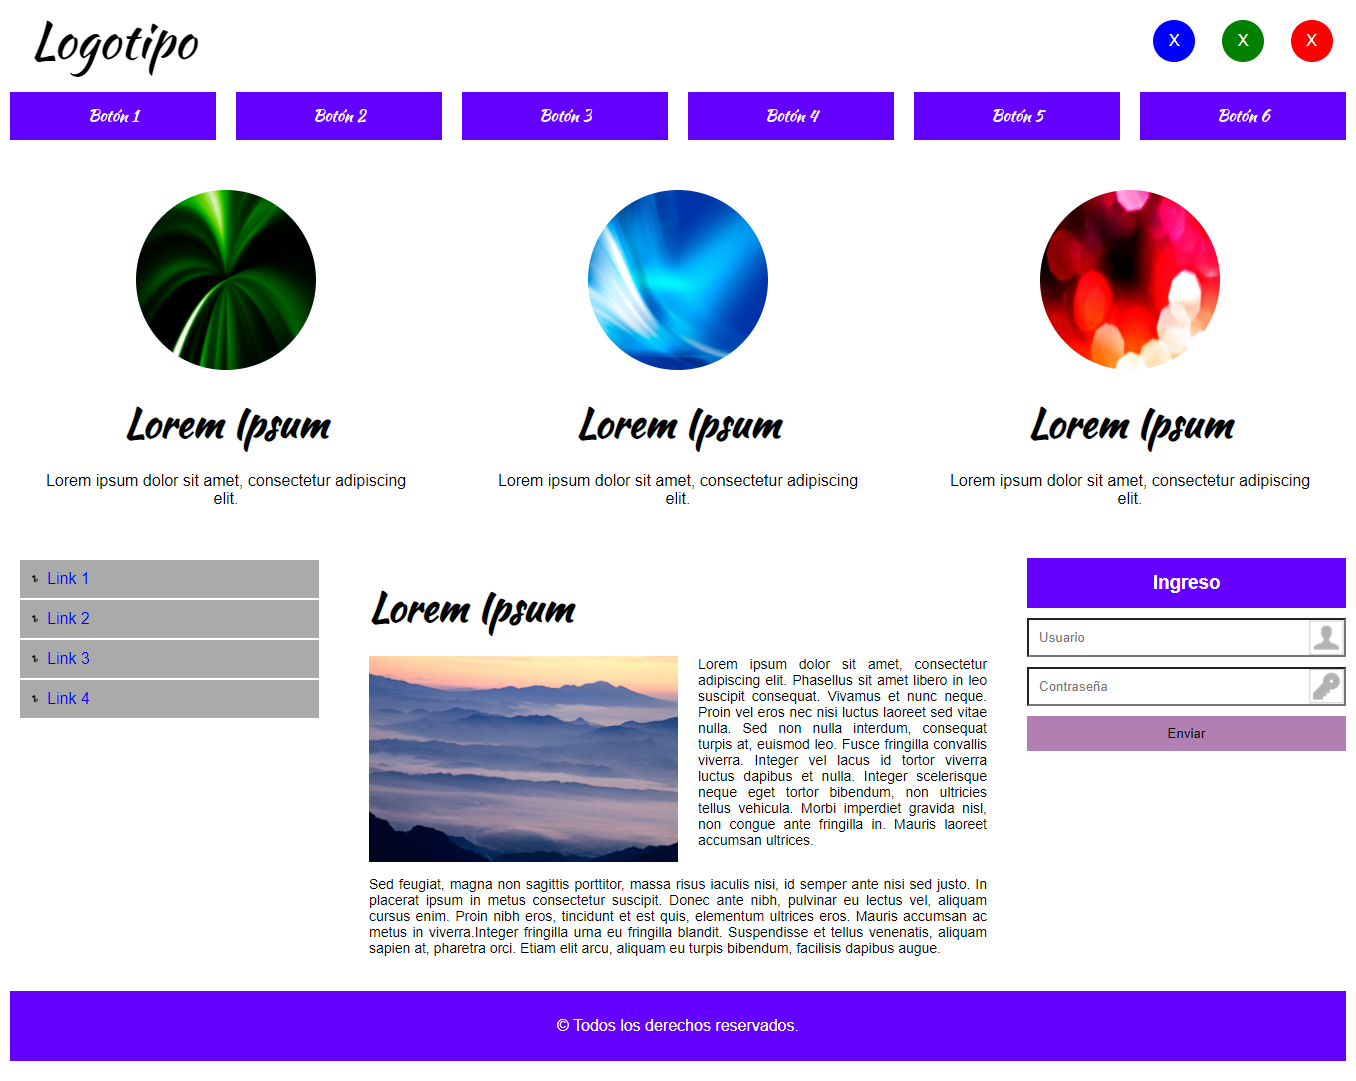 Logotipo
X X X
Botón 1 Botón 2 Botón 3 Botón 4 Botón 5 Botón 6
Lorem Ipsum
Lorem ipsum dolor sit amet, consectetur adipiscing
elit.
Lorem Ipsum
Lorem ipsum dolor sit amet, consectetur adipiscing
elit.
Lorem Ipsum
Lorem ipsum dolor sit amet, consectetur adipiscing
elit.
Link 1
Link 2
Link 3
Link 4
Lorem Ipsum
Lorem ipsum dolor sit amet, consectetur
adipiscing elit. Phasellus sit amet libero in leo
suscipit consequat. Vivamus et nunc neque.
Proin vel eros nec nisi luctus laoreet sed vitae
nulla. Sed non nulla interdum, consequat
turpis at, euismod leo. Fusce fringilla convallis
viverra. Integer vel lacus id tortor viverra
luctus dapibus et nulla. Integer scelerisque
neque eget tortor bibendum, non ultricies
tellus vehicula. Morbi imperdiet gravida nisl,
non congue ante fringilla in. Mauris laoreet
accumsan ultrices.
Sed feugiat, magna non sagittis porttitor, massa risus iaculis nisi, id semper ante nisi sed justo. In
placerat ipsum in metus consectetur suscipit. Donec ante nibh, pulvinar eu lectus vel, aliquam
cursus enim. Proin nibh eros, tincidunt et est quis, elementum ultrices eros. Mauris accumsan ac
metus in viverra.Integer fringilla urna eu fringilla blandit. Suspendisse et tellus venenatis, aliquam
sapien at, pharetra orci. Etiam elit arcu, aliquam eu turpis bibendum, facilisis dapibus augue.
Ingreso
Usuario
Contraseña
Enviar
© Todos los derechos reservados.